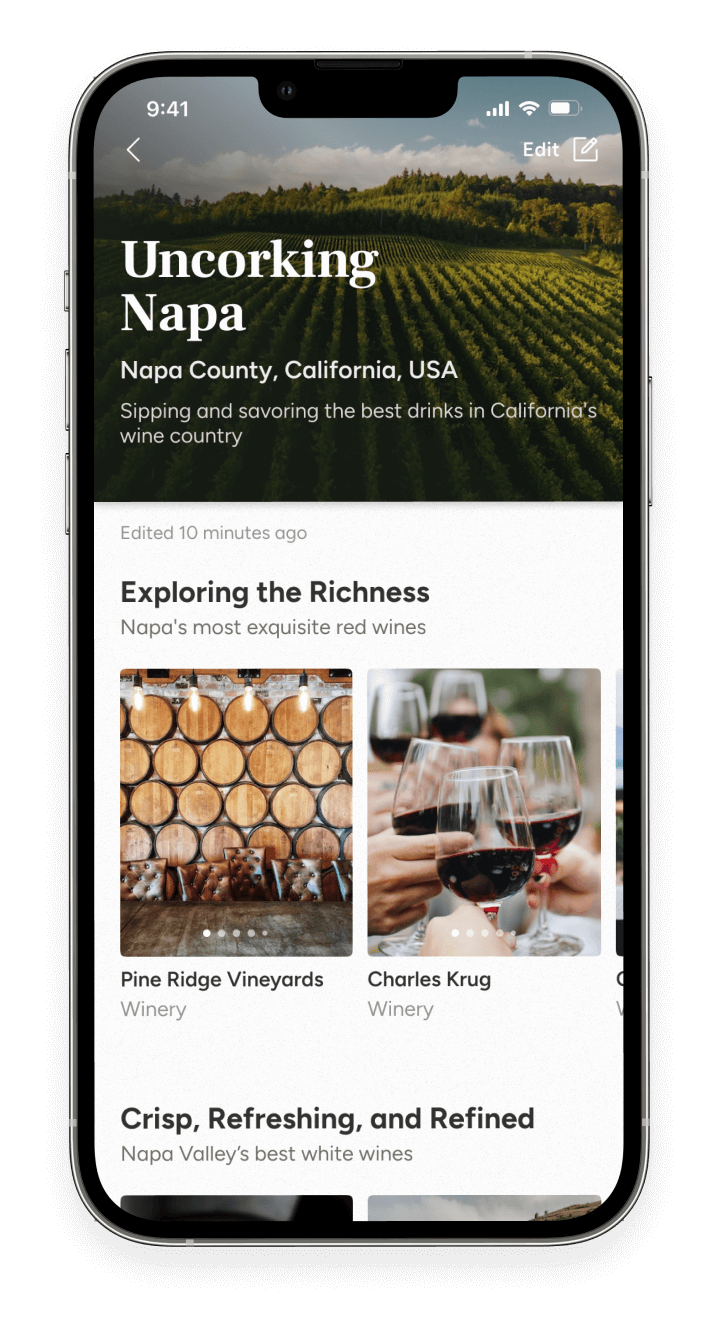 9:41
Edit
Uncorking
Napa
Napa County, California, USA
Sipping and savoring the best drinks in California's
wine country
Edited 10 minutes ago
Exploring the Richness
Napa's most exquisite red wines
Pine Ridge Vineyards
Charles Krug
Winery
Winery
Crisp, Refreshing, and Refined
Napa Valley’s best white wines